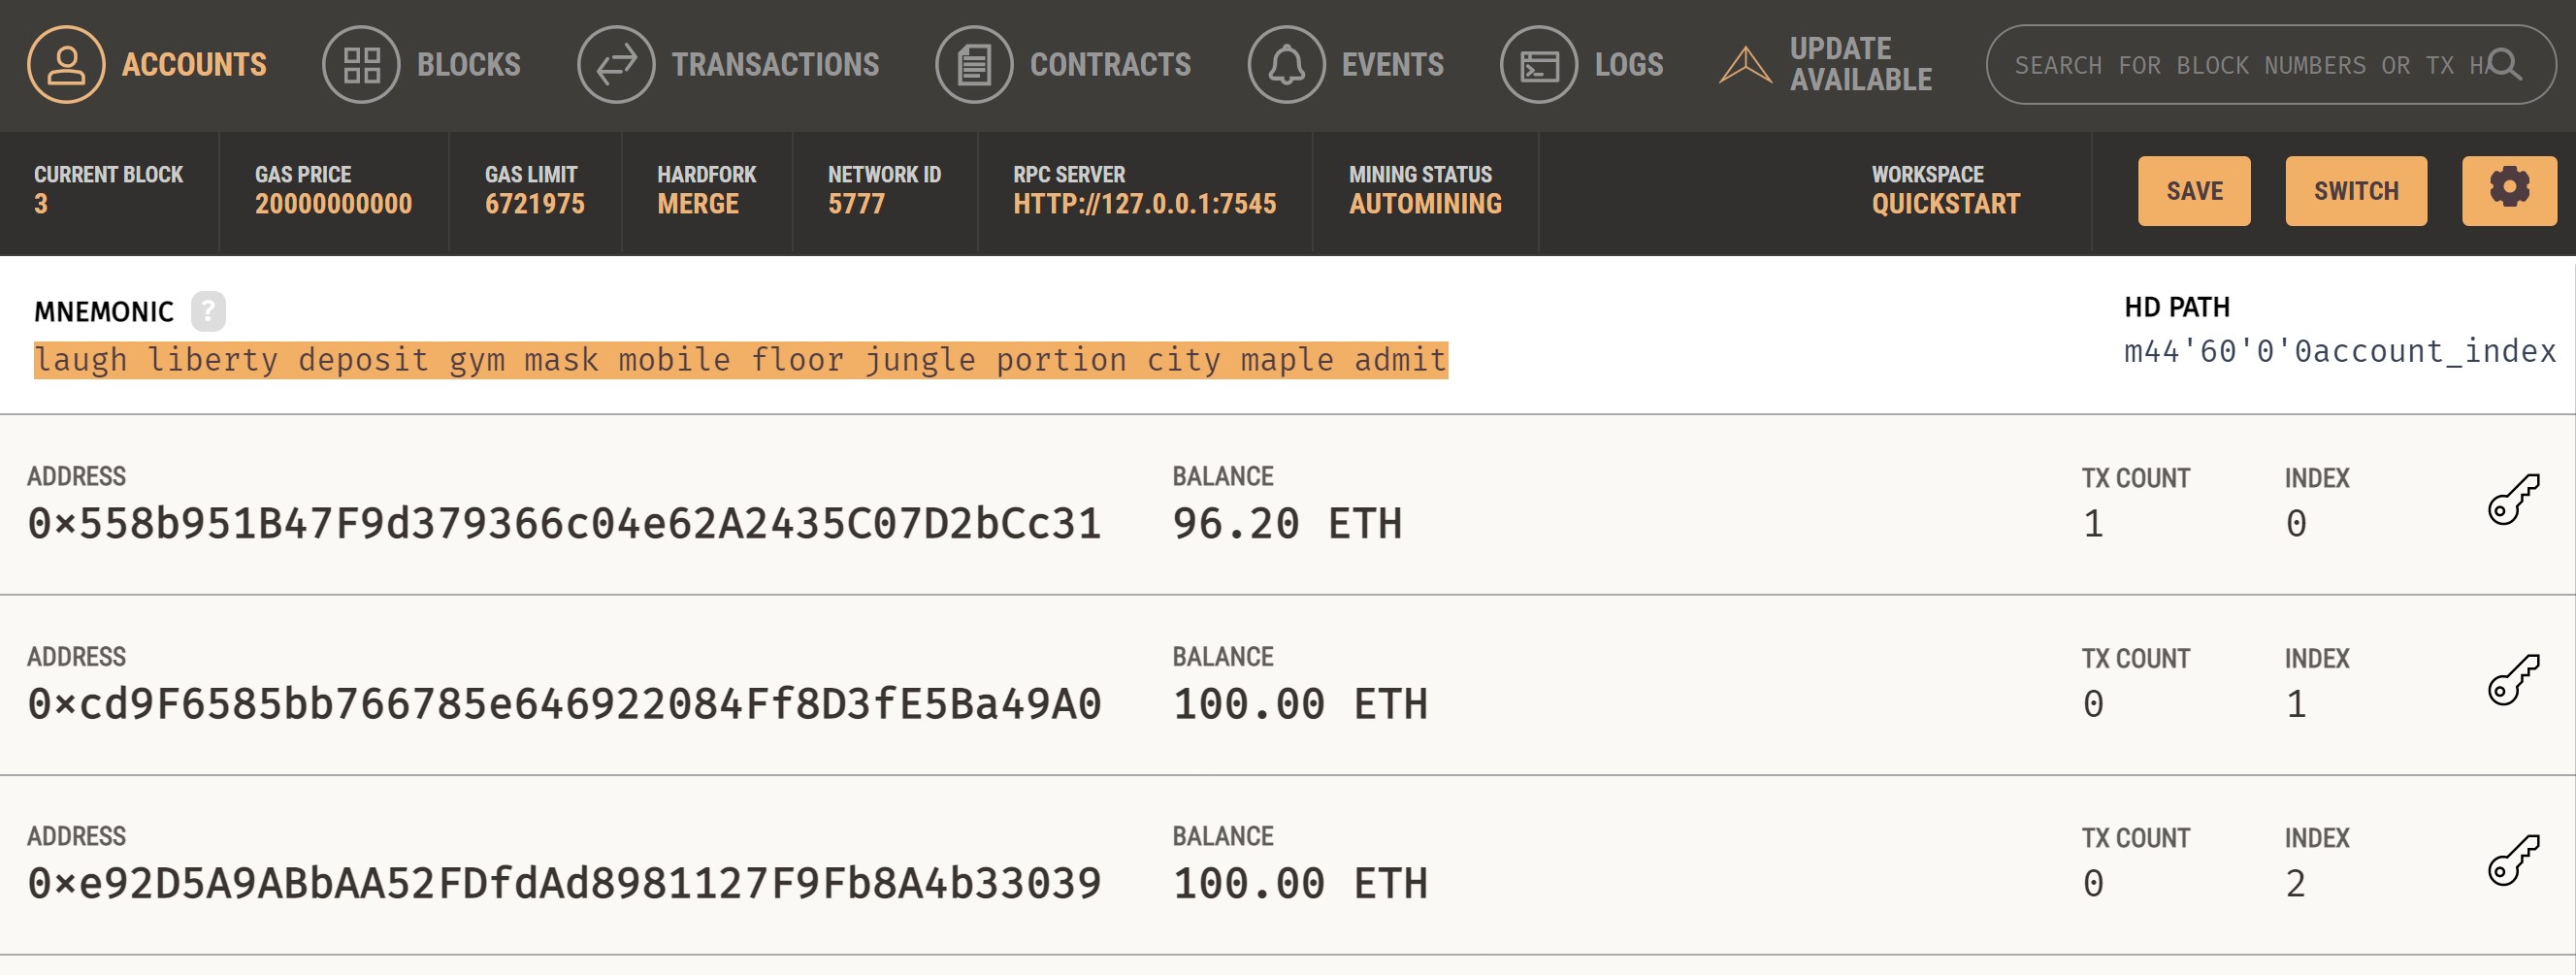 ACCOUNTS BLOCKS TRANSACTIONS CONTRACTS EVENTS LOGS UPDATE AVAILABLE SEARCH FOR BLOCK NUMBERS OR TX HA
CURRENT BLOCK GAS PRICE GAS LIMIT HARDFORK NETWORK ID RPC SERVER MINING STATUS WORKSPACE
3 20000000000 6721975 MERGE 5777 HTTP://127.0.0.1:7545 AUTOMINING QUICKSTART SAVE SWITCH
MNEMONIC ? HD PATH
laugh liberty deposit gym mask mobile floor jungle portion city maple admit m44'60'0'0account_index
ADDRESS BALANCE TX COUNT INDEX
0×558b951B47F9d379366c04e62A2435C07D2bCc31 96.20 ETH 1 0
ADDRESS BALANCE TX COUNT INDEX
0×cd9F6585bb766785e646922084Ff8D3fE5Ba49A0 100.00 ETH 0 1
ADDRESS BALANCE TX COUNT INDEX
0×e92D5A9ABbAA52FDfdAd8981127F9Fb8A4b33039 100.00 ETH 0 2